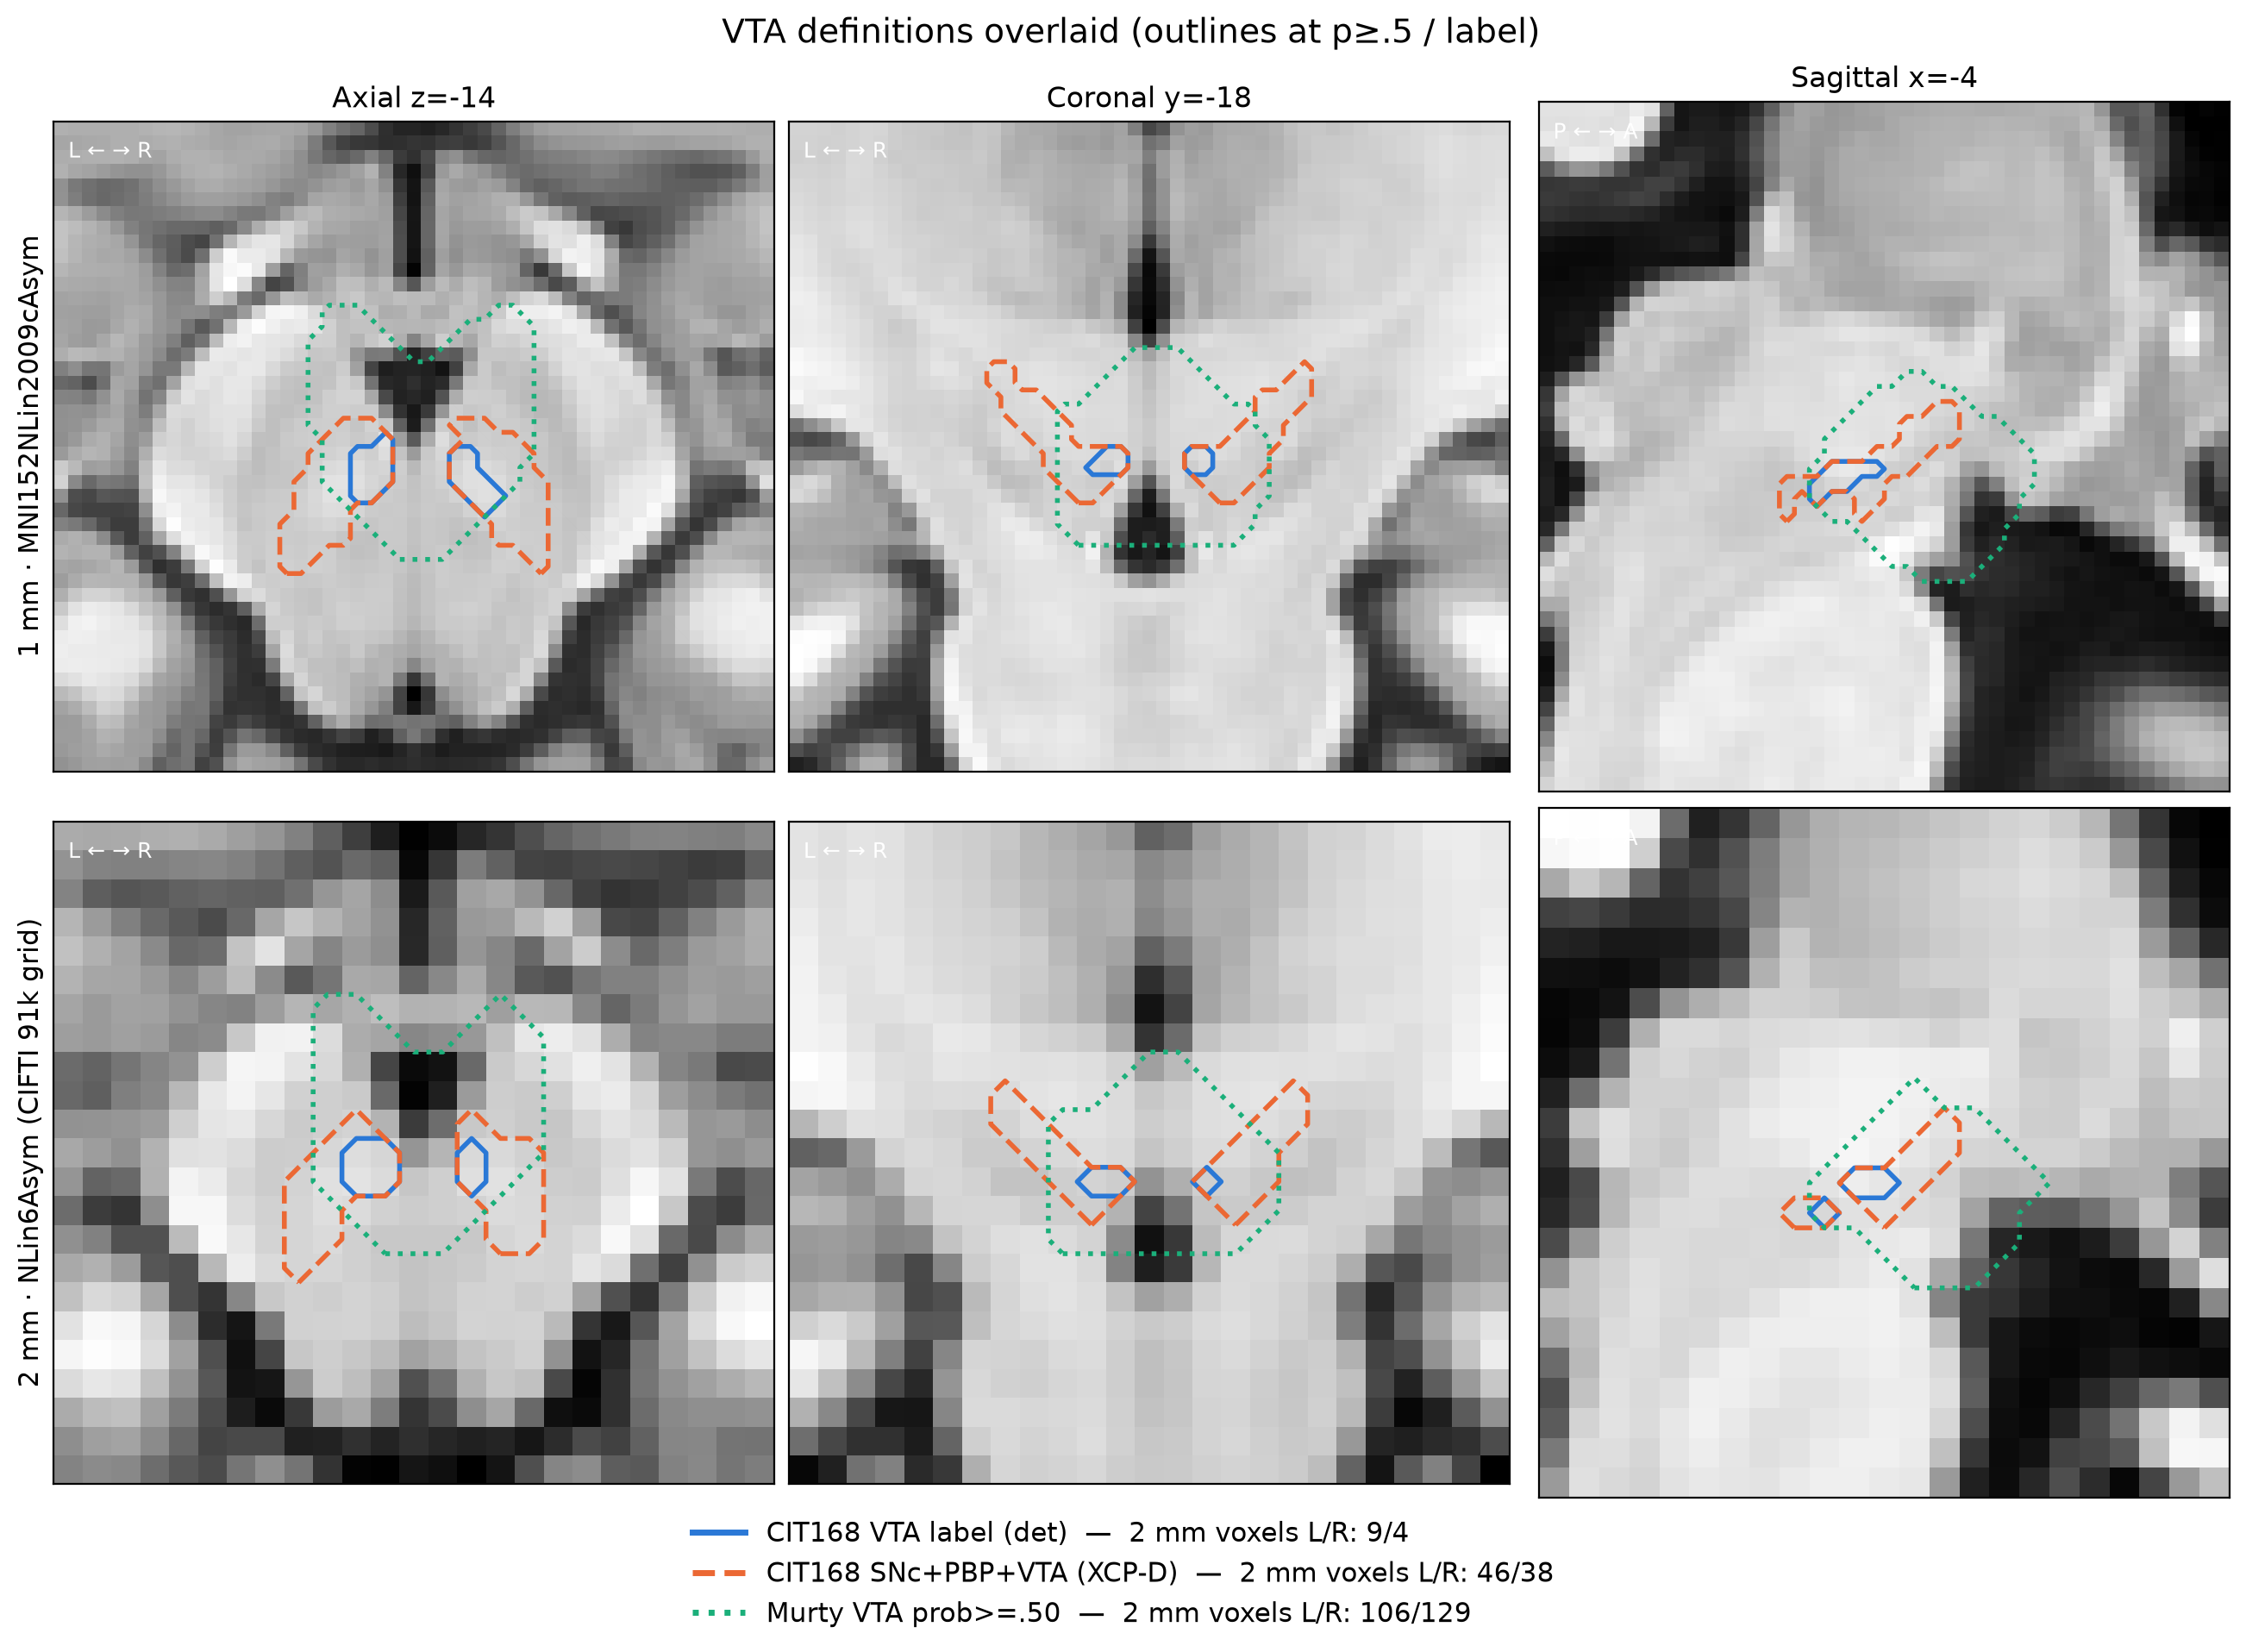 VTA definitions overlaid (outlines at p≥.5 / label)
Axial z=-14
Coronal y=-18
Sagittal x=-4
1 mm · MNI152NLin2009cAsym
L ← → R
L ← → R
P ← → A
2 mm · NLin6Asym (CIFTI 91k grid)
L ← → R
L ← → R
A
CIT168 VTA label (det) — 2 mm voxels L/R: 9/4
CIT168 SNc+PBP+VTA (XCP-D) — 2 mm voxels L/R: 46/38
Murty VTA prob>=.50 — 2 mm voxels L/R: 106/129